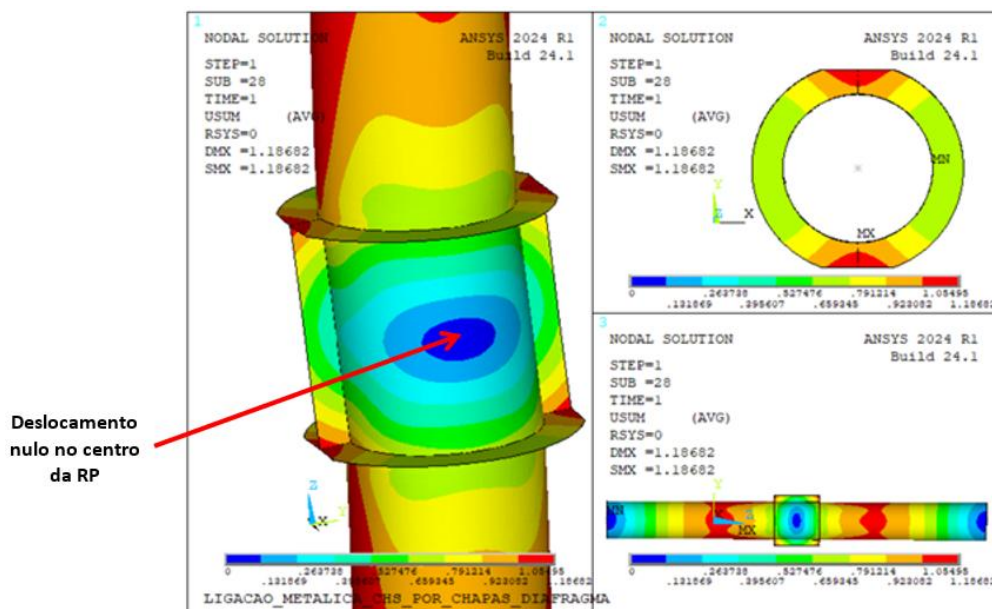 1
NODAL SOLUTION
ANSYS 2024 R1
Build 24.1
STEP=1
SUB =28
TIME=1
USUM (AVG)
RSYS=0
DMX =1.18682
SMX =1.18682
Z
X
Y
0 .263738 .527476 .791214 1.05495
.131869 .395607 .659345 .923082 1.18682
LIGACAO_METALICA_CHS_POR_CHAPAS_DIAFRAGMA
Deslocamento
nulo no centro
da RP
2
NODAL SOLUTION
ANSYS 2024 R1
Build 24.1
STEP=1
SUB =28
TIME=1
USUM (AVG)
RSYS=0
DMX =1.18682
SMX =1.18682
MN
Y
Z X
MX
0 .263738 .527476 .791214 1.05495
.131869 .395607 .659345 .923082 1.18682
3
NODAL SOLUTION
ANSYS 2024 R1
Build 24.1
STEP=1
SUB =28
TIME=1
USUM (AVG)
RSYS=0
DMX =1.18682
SMX =1.18682
Y
MN
X Z
MX
0 .263738 .527476 .791214 1.05495
.131869 .395607 .659345 .923082 1.18682